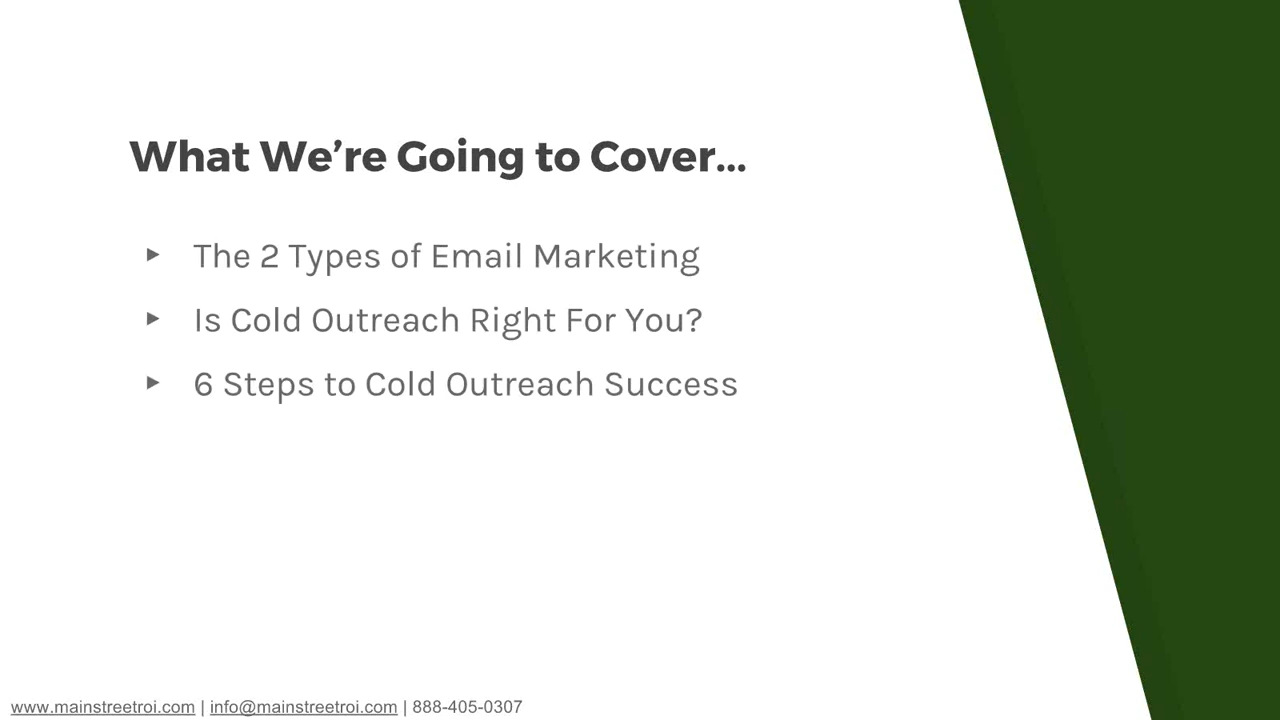 What We’re Going to Cover...
▸ The 2 Types of Email Marketing
▸ Is Cold Outreach Right For You?
▸ 6 Steps to Cold Outreach Success
www.mainstreetroi.com | info@mainstreetroi.com | 888-405-0307